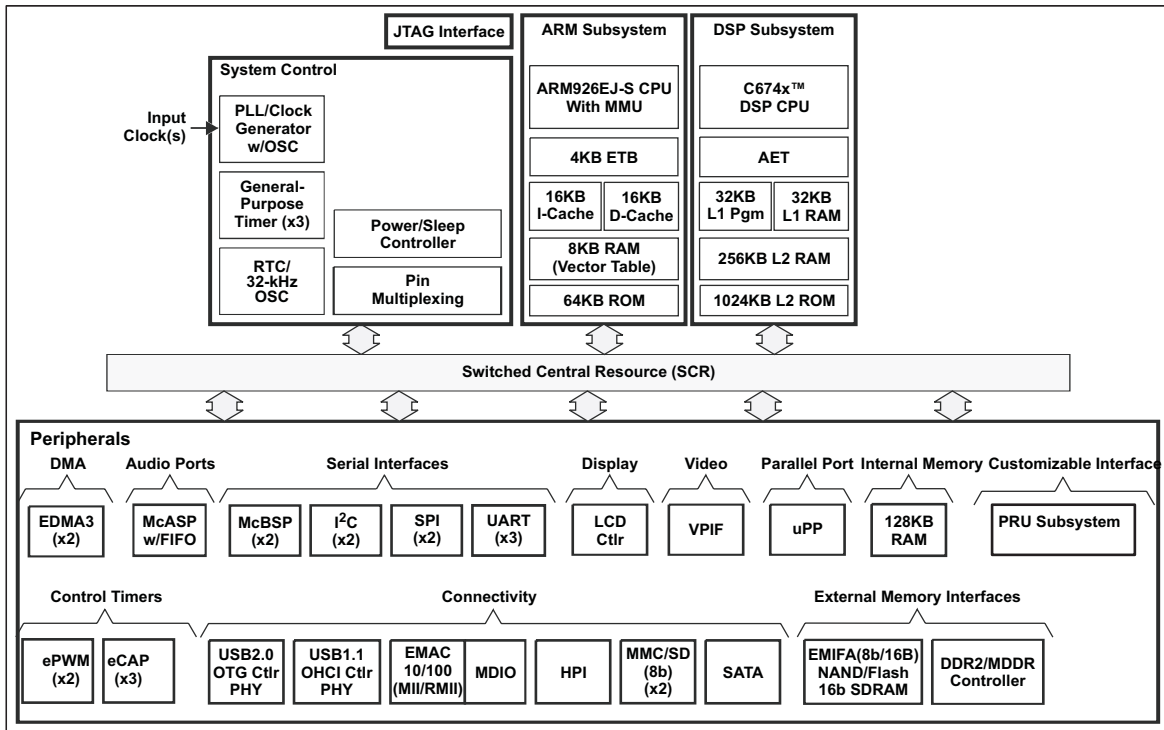 JTAG Interface
System Control
Input
Clock(s)
PLL/Clock
Generator
w/OSC
General-
Purpose
Timer (x3)
RTC/
32-kHz
OSC
Power/Sleep
Controller
Pin
Multiplexing
ARM Subsystem
ARM926EJ-S CPU
With MMU
4KB ETB
16KB
I-Cache
16KB
D-Cache
8KB RAM
(Vector Table)
64KB ROM
DSP Subsystem
C674x™
DSP CPU
AET
32KB
L1 Pgm
32KB
L1 RAM
256KB L2 RAM
1024KB L2 ROM
Switched Central Resource (SCR)
Peripherals
DMA
EDMA3
(x2)
Audio Ports
McASP
w/FIFO
Serial Interfaces
McBSP
(x2)
I²C
(x2)
SPI
(x2)
UART
(x3)
Display
LCD
Ctlr
Video
VPIF
Parallel Port
uPP
Internal Memory
128KB
RAM
Customizable Interface
PRU Subsystem
Control Timers
ePWM
(x2)
eCAP
(x3)
Connectivity
USB2.0
OTG Ctlr
PHY
USB1.1
OHCI Ctlr
PHY
EMAC
10/100
(MII/RMII)
MDIO
HPI
MMC/SD
(8b)
(x2)
SATA
External Memory Interfaces
EMIFA(8b/16B)
NAND/Flash
16b SDRAM
DDR2/MDDR
Controller